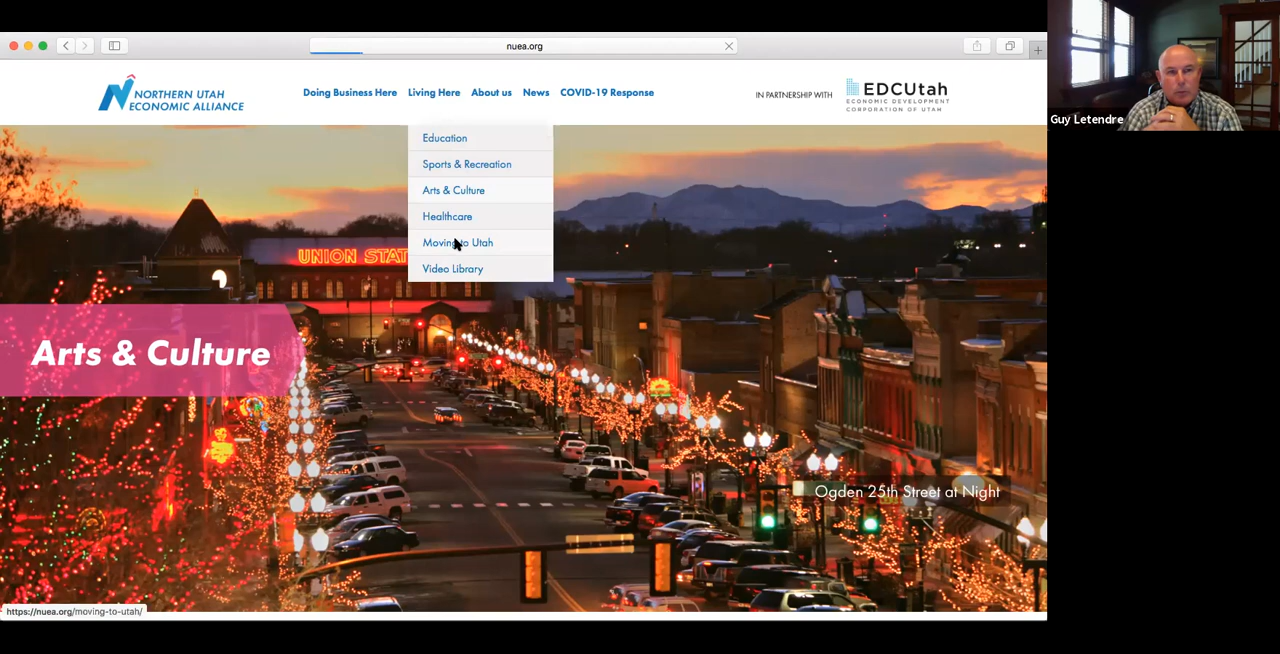 nuea.org
NORTHERN UTAH
ECONOMIC ALLIANCE
Doing Business Here
Living Here
About us
News
COVID-19 Response
IN PARTNERSHIP WITH
EDCUtah
ECONOMIC DEVELOPMENT
CORPORATION OF UTAH
Guy Letendre
Education
Sports & Recreation
Arts & Culture
Healthcare
Moving to Utah
Video Library
UNION STAT
Arts & Culture
Ogden 25th Street at Night
https://nuea.org/moving-to-utah/